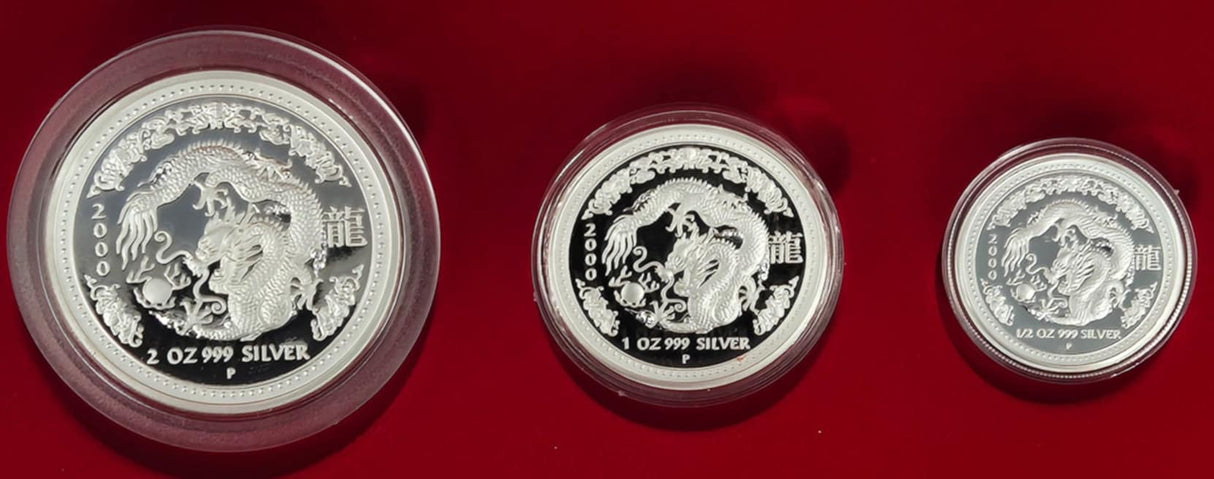 2000
龍
2 OZ 999 SILVER
P
2000
龍
1 OZ 999 SILVER
P
2000
龍
1/2 OZ 999 SILVER
P